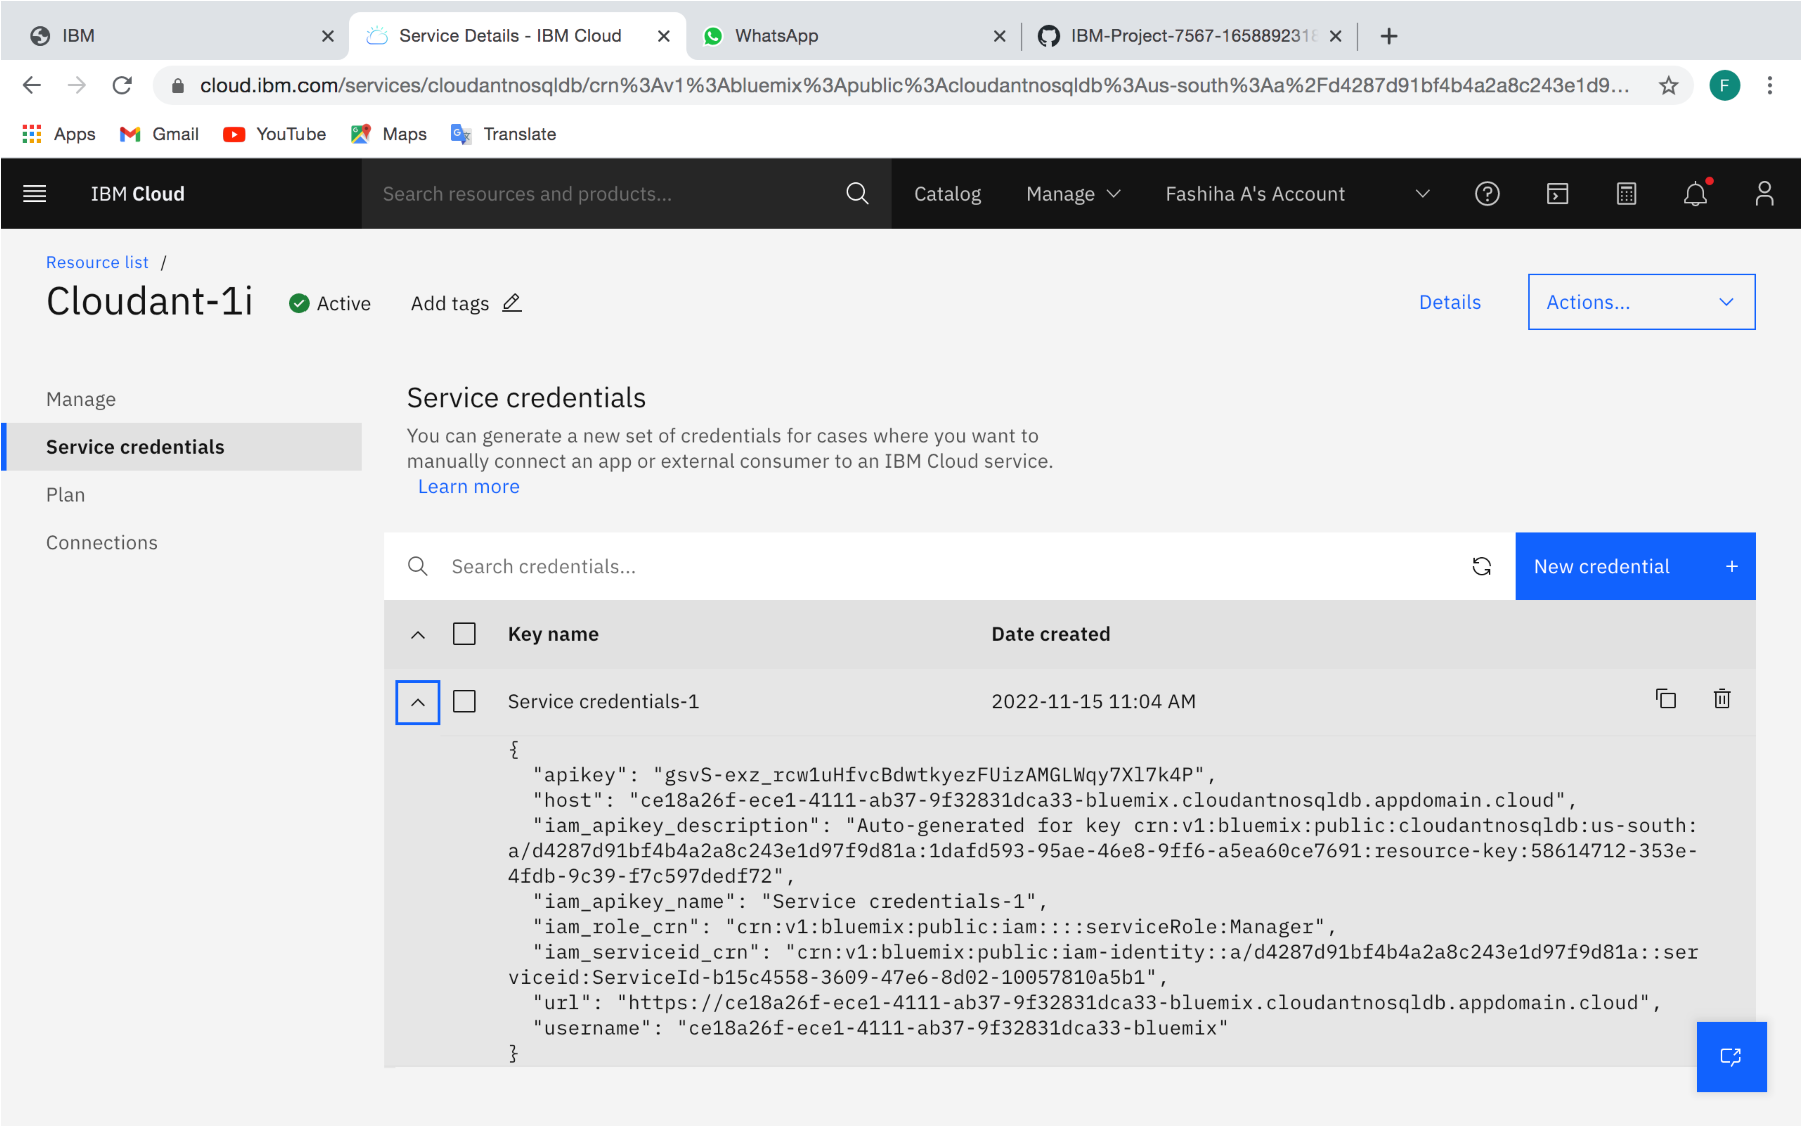 IBM
Service Details - IBM Cloud
WhatsApp
IBM-Project-7567-165889231
cloud.ibm.com/services/cloudantnosqldb/crn%3Av1%3Abluemix%3Apublic%3Acloudantnosqldb%3Aus-south%3Aa%2Fd4287d91bf4b4a2a8c243e1d9...
F
Apps
Gmail
YouTube
Maps
Translate
IBM Cloud
Search resources and products...
Catalog
Manage
Fashiha A's Account
Resource list /
Cloudant-1i
Active
Add tags
Details
Actions...
Manage
Service credentials
Plan
Connections
Service credentials
You can generate a new set of credentials for cases where you want to
manually connect an app or external consumer to an IBM Cloud service.
Learn more
Search credentials...
New credential +
Key name
Date created
Service credentials-1
2022-11-15 11:04 AM
{
"apikey": "gsvS-exz_rcw1uHfvcBdwtkyezFUizAMGLWqy7Xl7k4P",
"host": "ce18a26f-ece1-4111-ab37-9f32831dca33-bluemix.cloudantnosqldb.appdomain.cloud",
"iam_apikey_description": "Auto-generated for key crn:v1:bluemix:public:cloudantnosqldb:us-south:
a/d4287d91bf4b4a2a8c243e1d97f9d81a:1dafd593-95ae-46e8-9ff6-a5ea60ce7691:resource-key:58614712-353e-
4fdb-9c39-f7c597dedf72",
"iam_apikey_name": "Service credentials-1",
"iam_role_crn": "crn:v1:bluemix:public:iam::::serviceRole:Manager",
"iam_serviceid_crn": "crn:v1:bluemix:public:iam-identity::a/d4287d91bf4b4a2a8c243e1d97f9d81a::ser
viceid:ServiceId-b15c4558-3609-47e6-8d02-10057810a5b1",
"url": "https://ce18a26f-ece1-4111-ab37-9f32831dca33-bluemix.cloudantnosqldb.appdomain.cloud",
"username": "ce18a26f-ece1-4111-ab37-9f32831dca33-bluemix"
}